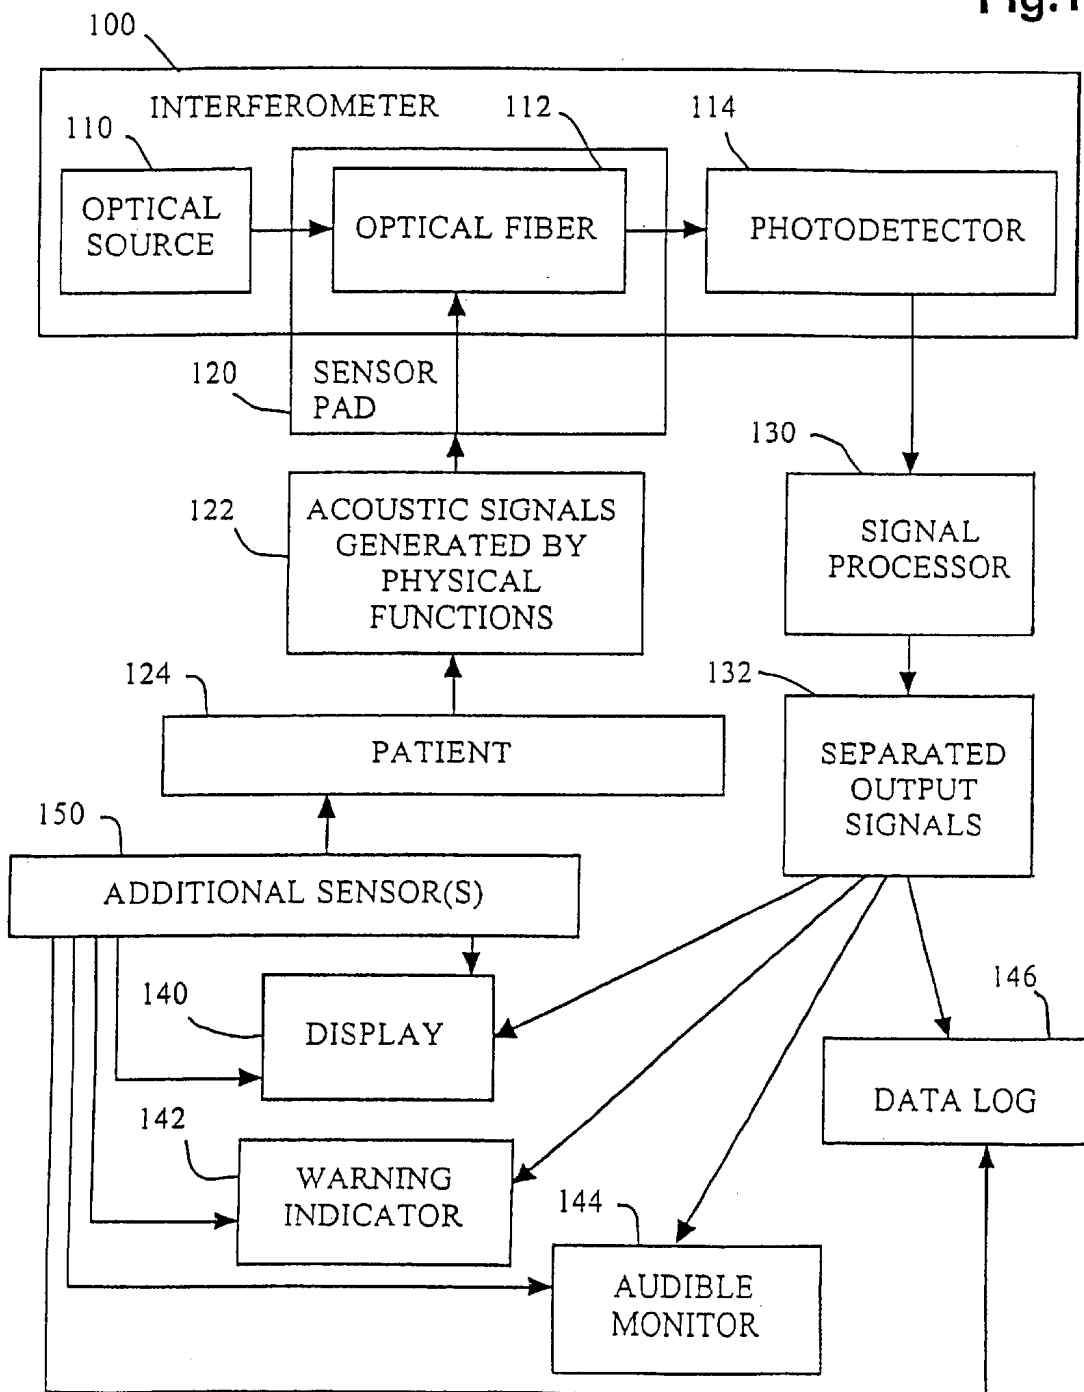 Fig.1
100
INTERFEROMETER
110
112
114
OPTICAL
SOURCE
OPTICAL FIBER
PHOTODETECTOR
120
SENSOR
PAD
130
122
ACOUSTIC SIGNALS
GENERATED BY
PHYSICAL
FUNCTIONS
SIGNAL
PROCESSOR
124
132
PATIENT
SEPARATED
OUTPUT
SIGNALS
150
ADDITIONAL SENSOR(S)
140
DISPLAY
146
DATA LOG
142
WARNING
INDICATOR
144
AUDIBLE
MONITOR